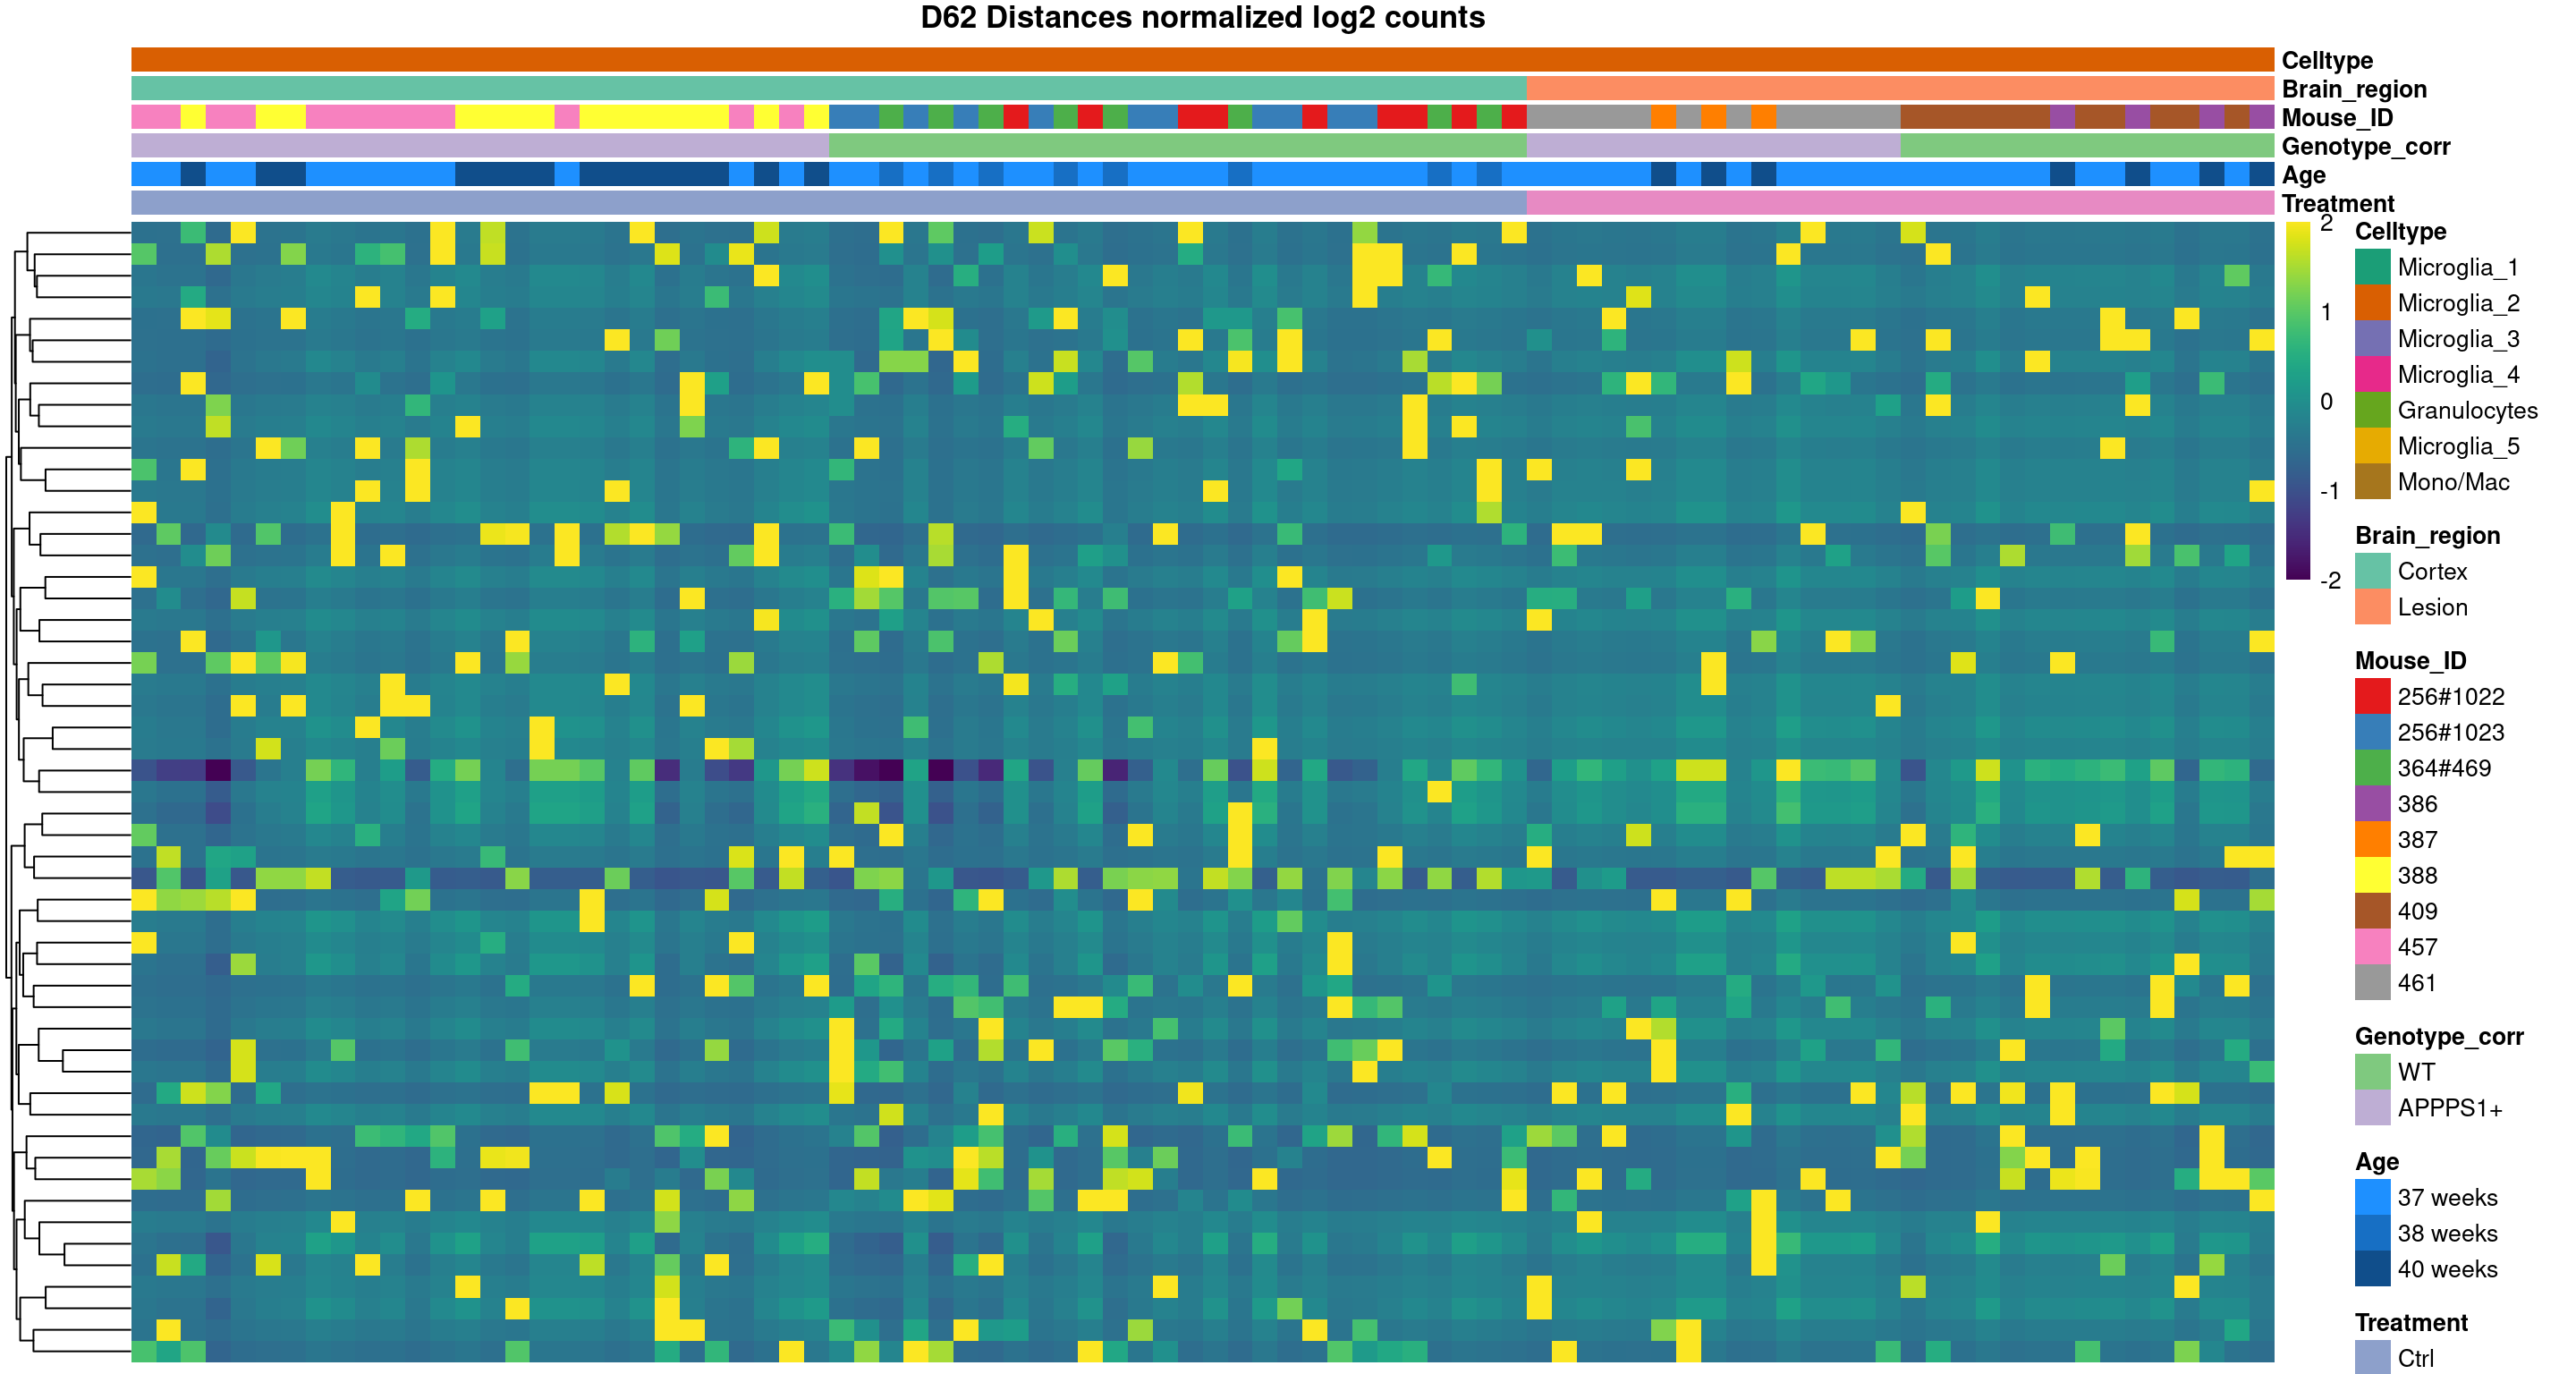 D62 Distances normalized log2 counts
Celltype
Brain_region
Mouse_ID
Genotype_corr
Age
Treatment
2
1
0
-1
-2
Celltype
Microglia_1
Microglia_2
Microglia_3
Microglia_4
Granulocytes
Microglia_5
Mono/Mac
Brain_region
Cortex
Lesion
Mouse_ID
256#1022
256#1023
364#469
386
387
388
409
457
461
Genotype_corr
WT
APPPS1+
Age
37 weeks
38 weeks
40 weeks
Treatment
Ctrl